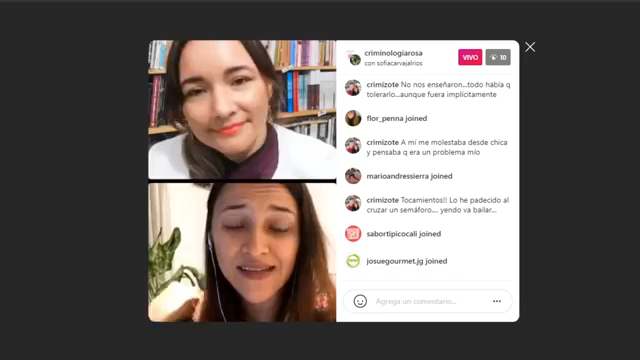 criminologiarosa
con sofiacarvajalrios
VIVO
10
crimizote No nos enseñaron...todo había q
tolerarlo...aunque fuera implícitamente
flor_penna joined
crimizote A mí me molestaba desde chica
y pensaba q era un problema mío
marioandressierra joined
crimizote Tocamientos!! Lo he padecido al
cruzar un semáforo.... yendo va bailar...
sabortipicocali joined
josuegourmet.jg joined
Agrega un comentario...